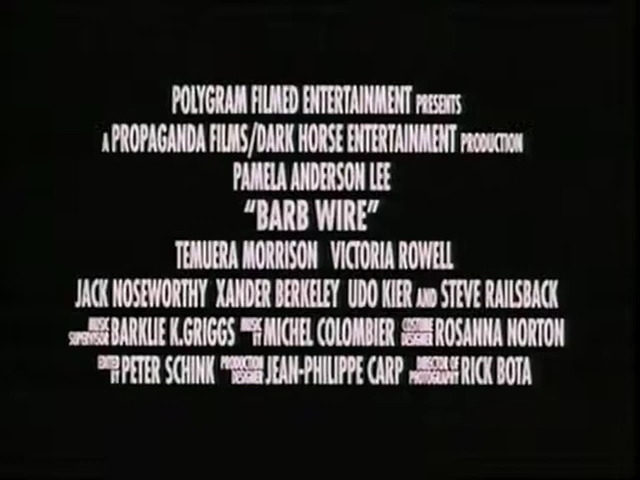 POLYGRAM FILMED ENTERTAINMENT PRESENTS
A PROPAGANDA FILMS/DARK HORSE ENTERTAINMENT PRODUCTION
PAMELA ANDERSON LEE
"BARB WIRE"
TEMUERA MORRISON VICTORIA ROWELL
JACK NOSEWORTHY XANDER BERKELEY UDO KIER AND STEVE RAILSBACK
MUSIC SUPERVISOR BARKLIE K.GRIGGS MUSIC BY MICHEL COLOMBIER COSTUME DESIGNER ROSANNA NORTON
EDITED BY PETER SCHINK PRODUCTION DESIGNER JEAN-PHILIPPE CARP DIRECTOR OF PHOTOGRAPHY RICK BOTA